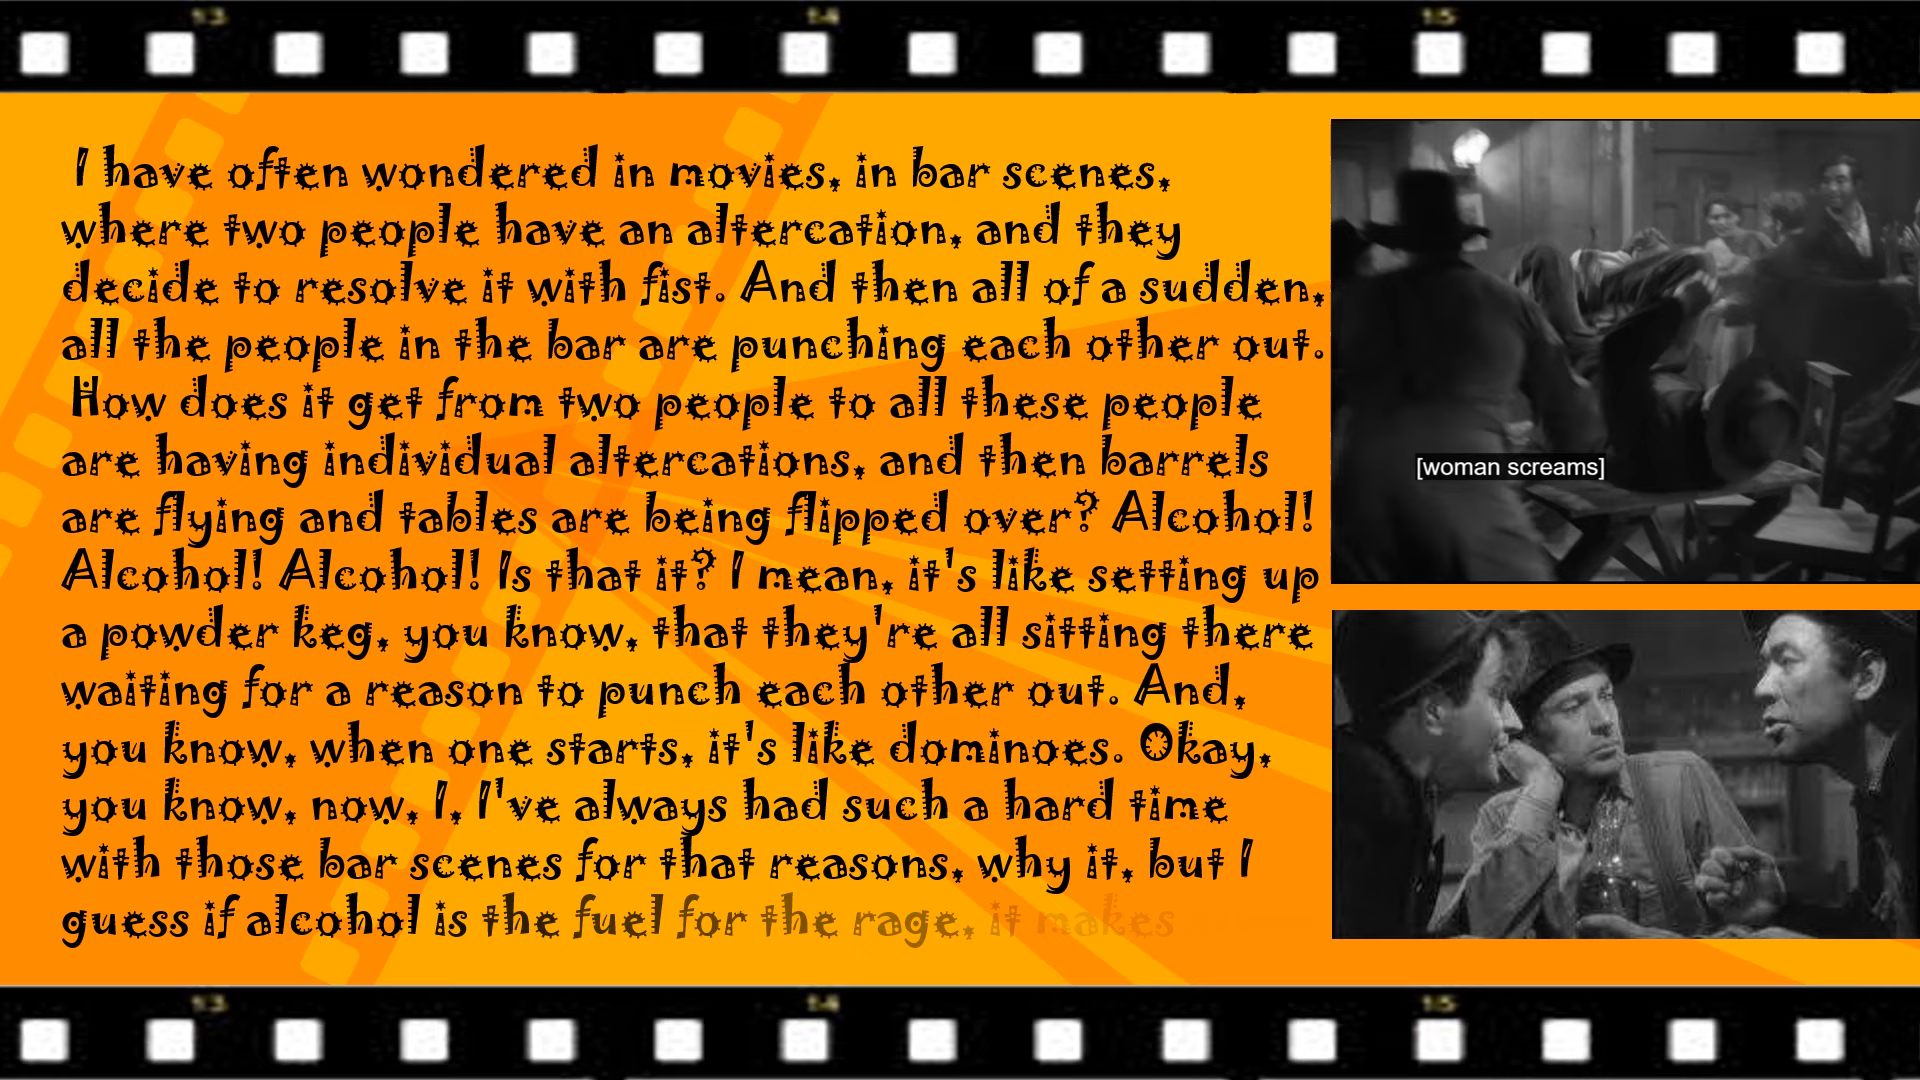 13 14 15
I have often wondered in movies, in bar scenes,
where two people have an altercation, and they
decide to resolve it with fist. And then all of a sudden,
all the people in the bar are punching each other out.
How does it get from two people to all these people
are having individual altercations, and then barrels
are flying and tables are being flipped over? Alcohol!
Alcohol! Alcohol! Is that it? I mean, it's like setting up
a powder keg, you know, that they're all sitting there
waiting for a reason to punch each other out. And,
you know, when one starts, it's like dominoes. Okay,
you know, now, I, I've always had such a hard time
with those bar scenes for that reasons, why it, but I
guess if alcohol is the fuel for the rage, it makes
[woman screams]
13 14 15